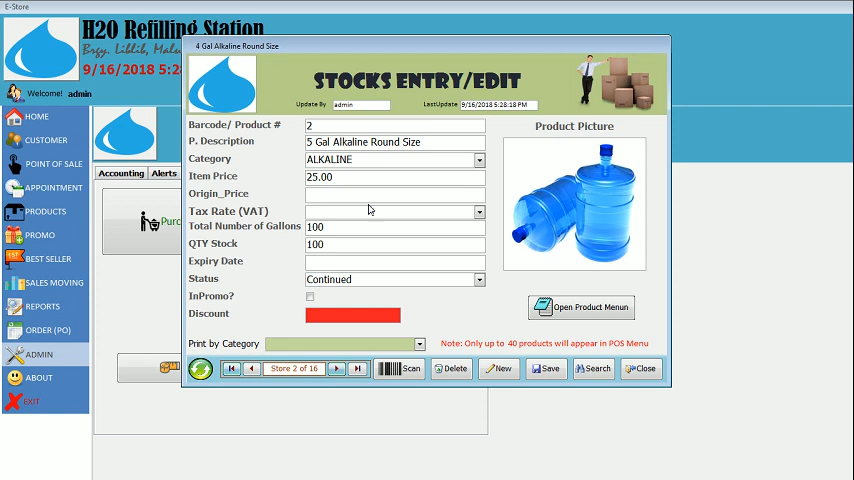 E-Store
H20 Refilling Station
Brgy. Liblib, Malu
9/16/2018 5:28
Welcome! admin
HOME
CUSTOMER
POINT OF SALE
APPOINTMENT
PRODUCTS
PROMO
BEST SELLER
SALES MOVING
REPORTS
ORDER (PO)
ADMIN
ABOUT
EXIT
Accounting Alerts
Purc
4 Gal Alkaline Round Size
STOCKS ENTRY/EDIT
Update By admin LastUpdate 9/16/2018 5:28:18 PM
Barcode/ Product # 2
P. Description 5 Gal Alkaline Round Size
Category ALKALINE
Item Price 25.00
Origin_Price
Tax Rate (VAT)
Total Number of Gallons 100
QTY Stock 100
Expiry Date
Status Continued
InPromo?
Discount
Product Picture
Open Product Menun
Print by Category
Note: Only up to 40 products will appear in POS Menu
Store 2 of 16
Scan
Delete
New
Save
Search
Close